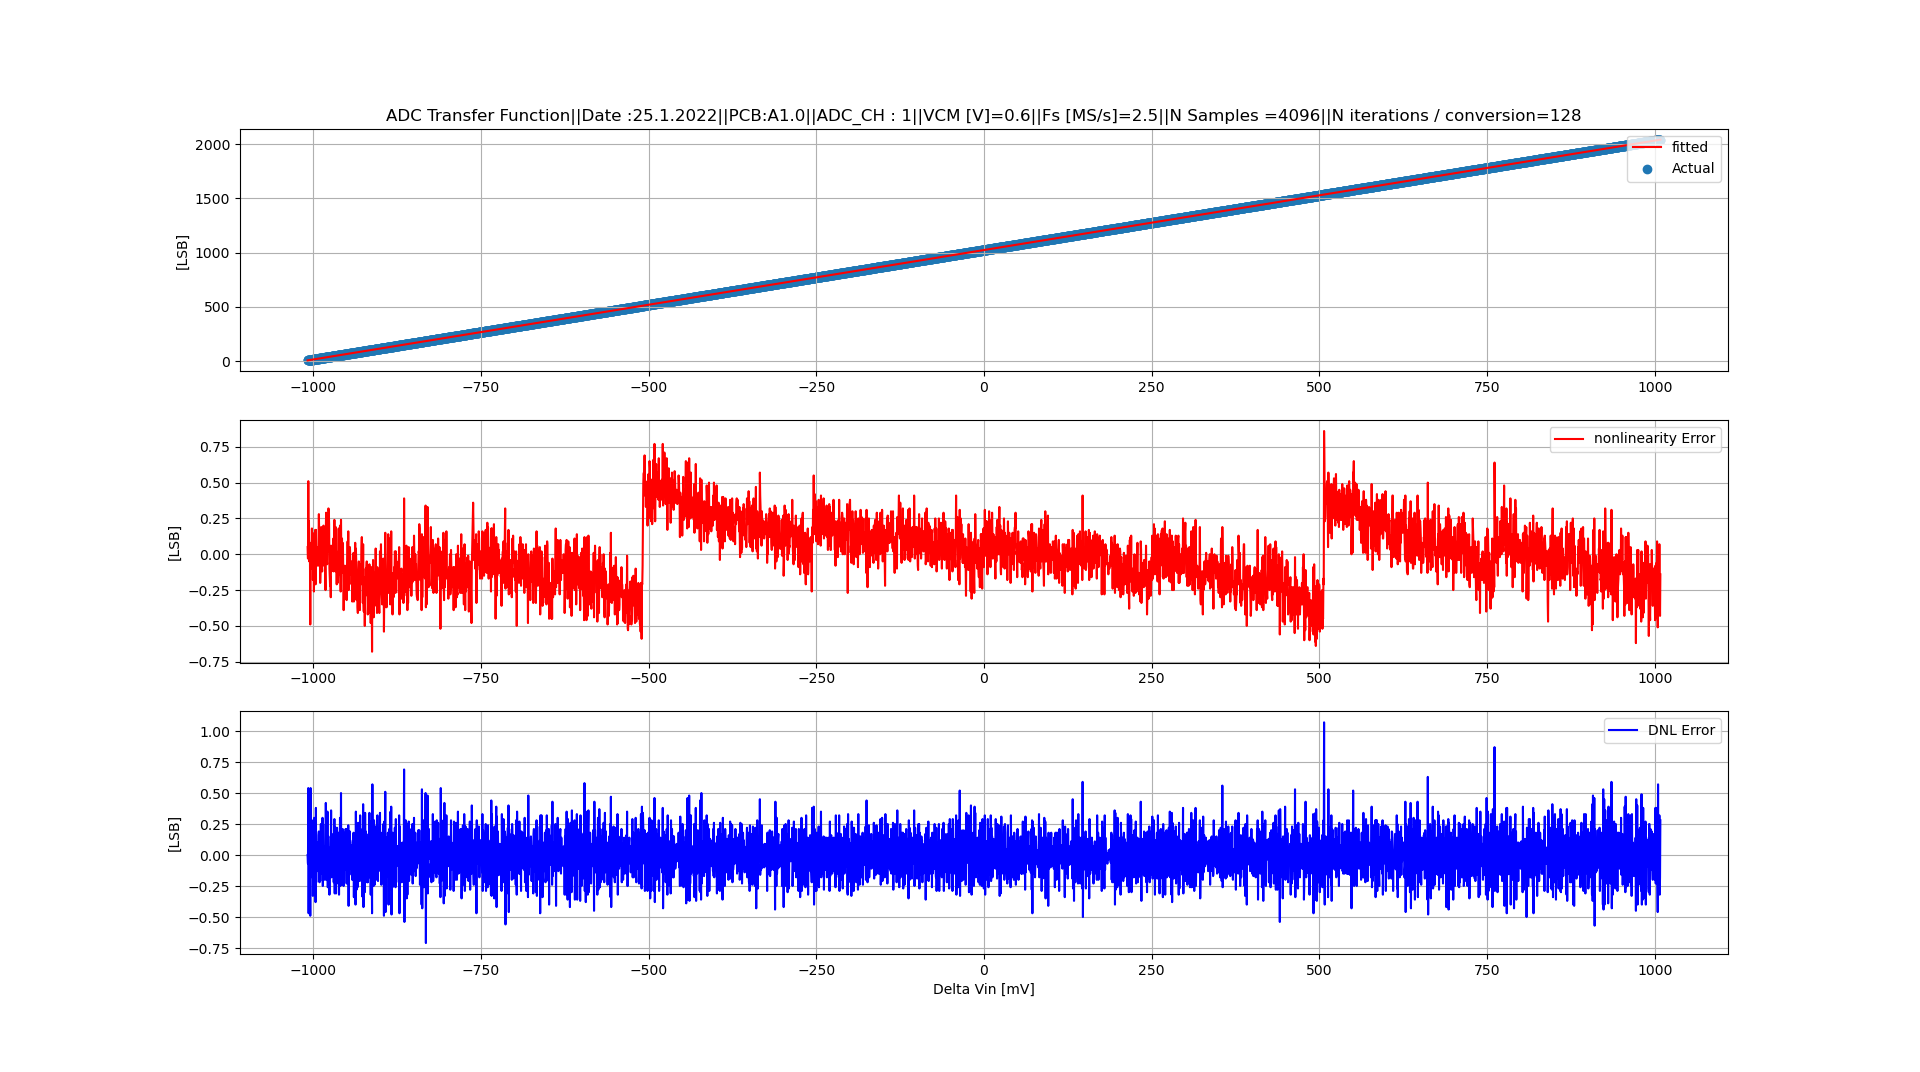 ADC Transfer Function||Date :25.1.2022||PCB:A1.0||ADC_CH : 1||VCM [V]=0.6||Fs [MS/s]=2.5||N Samples =4096||N iterations / conversion=128
2000
1500
1000
500
0
[LSB]
fitted
Actual
−1000 −750 −500 −250 0 250 500 750 1000
0.75
0.50
0.25
0.00
−0.25
−0.50
−0.75
[LSB]
nonlinearity Error
−1000 −750 −500 −250 0 250 500 750 1000
1.00
0.75
0.50
0.25
0.00
−0.25
−0.50
−0.75
[LSB]
DNL Error
−1000 −750 −500 −250 0 250 500 750 1000
Delta Vin [mV]